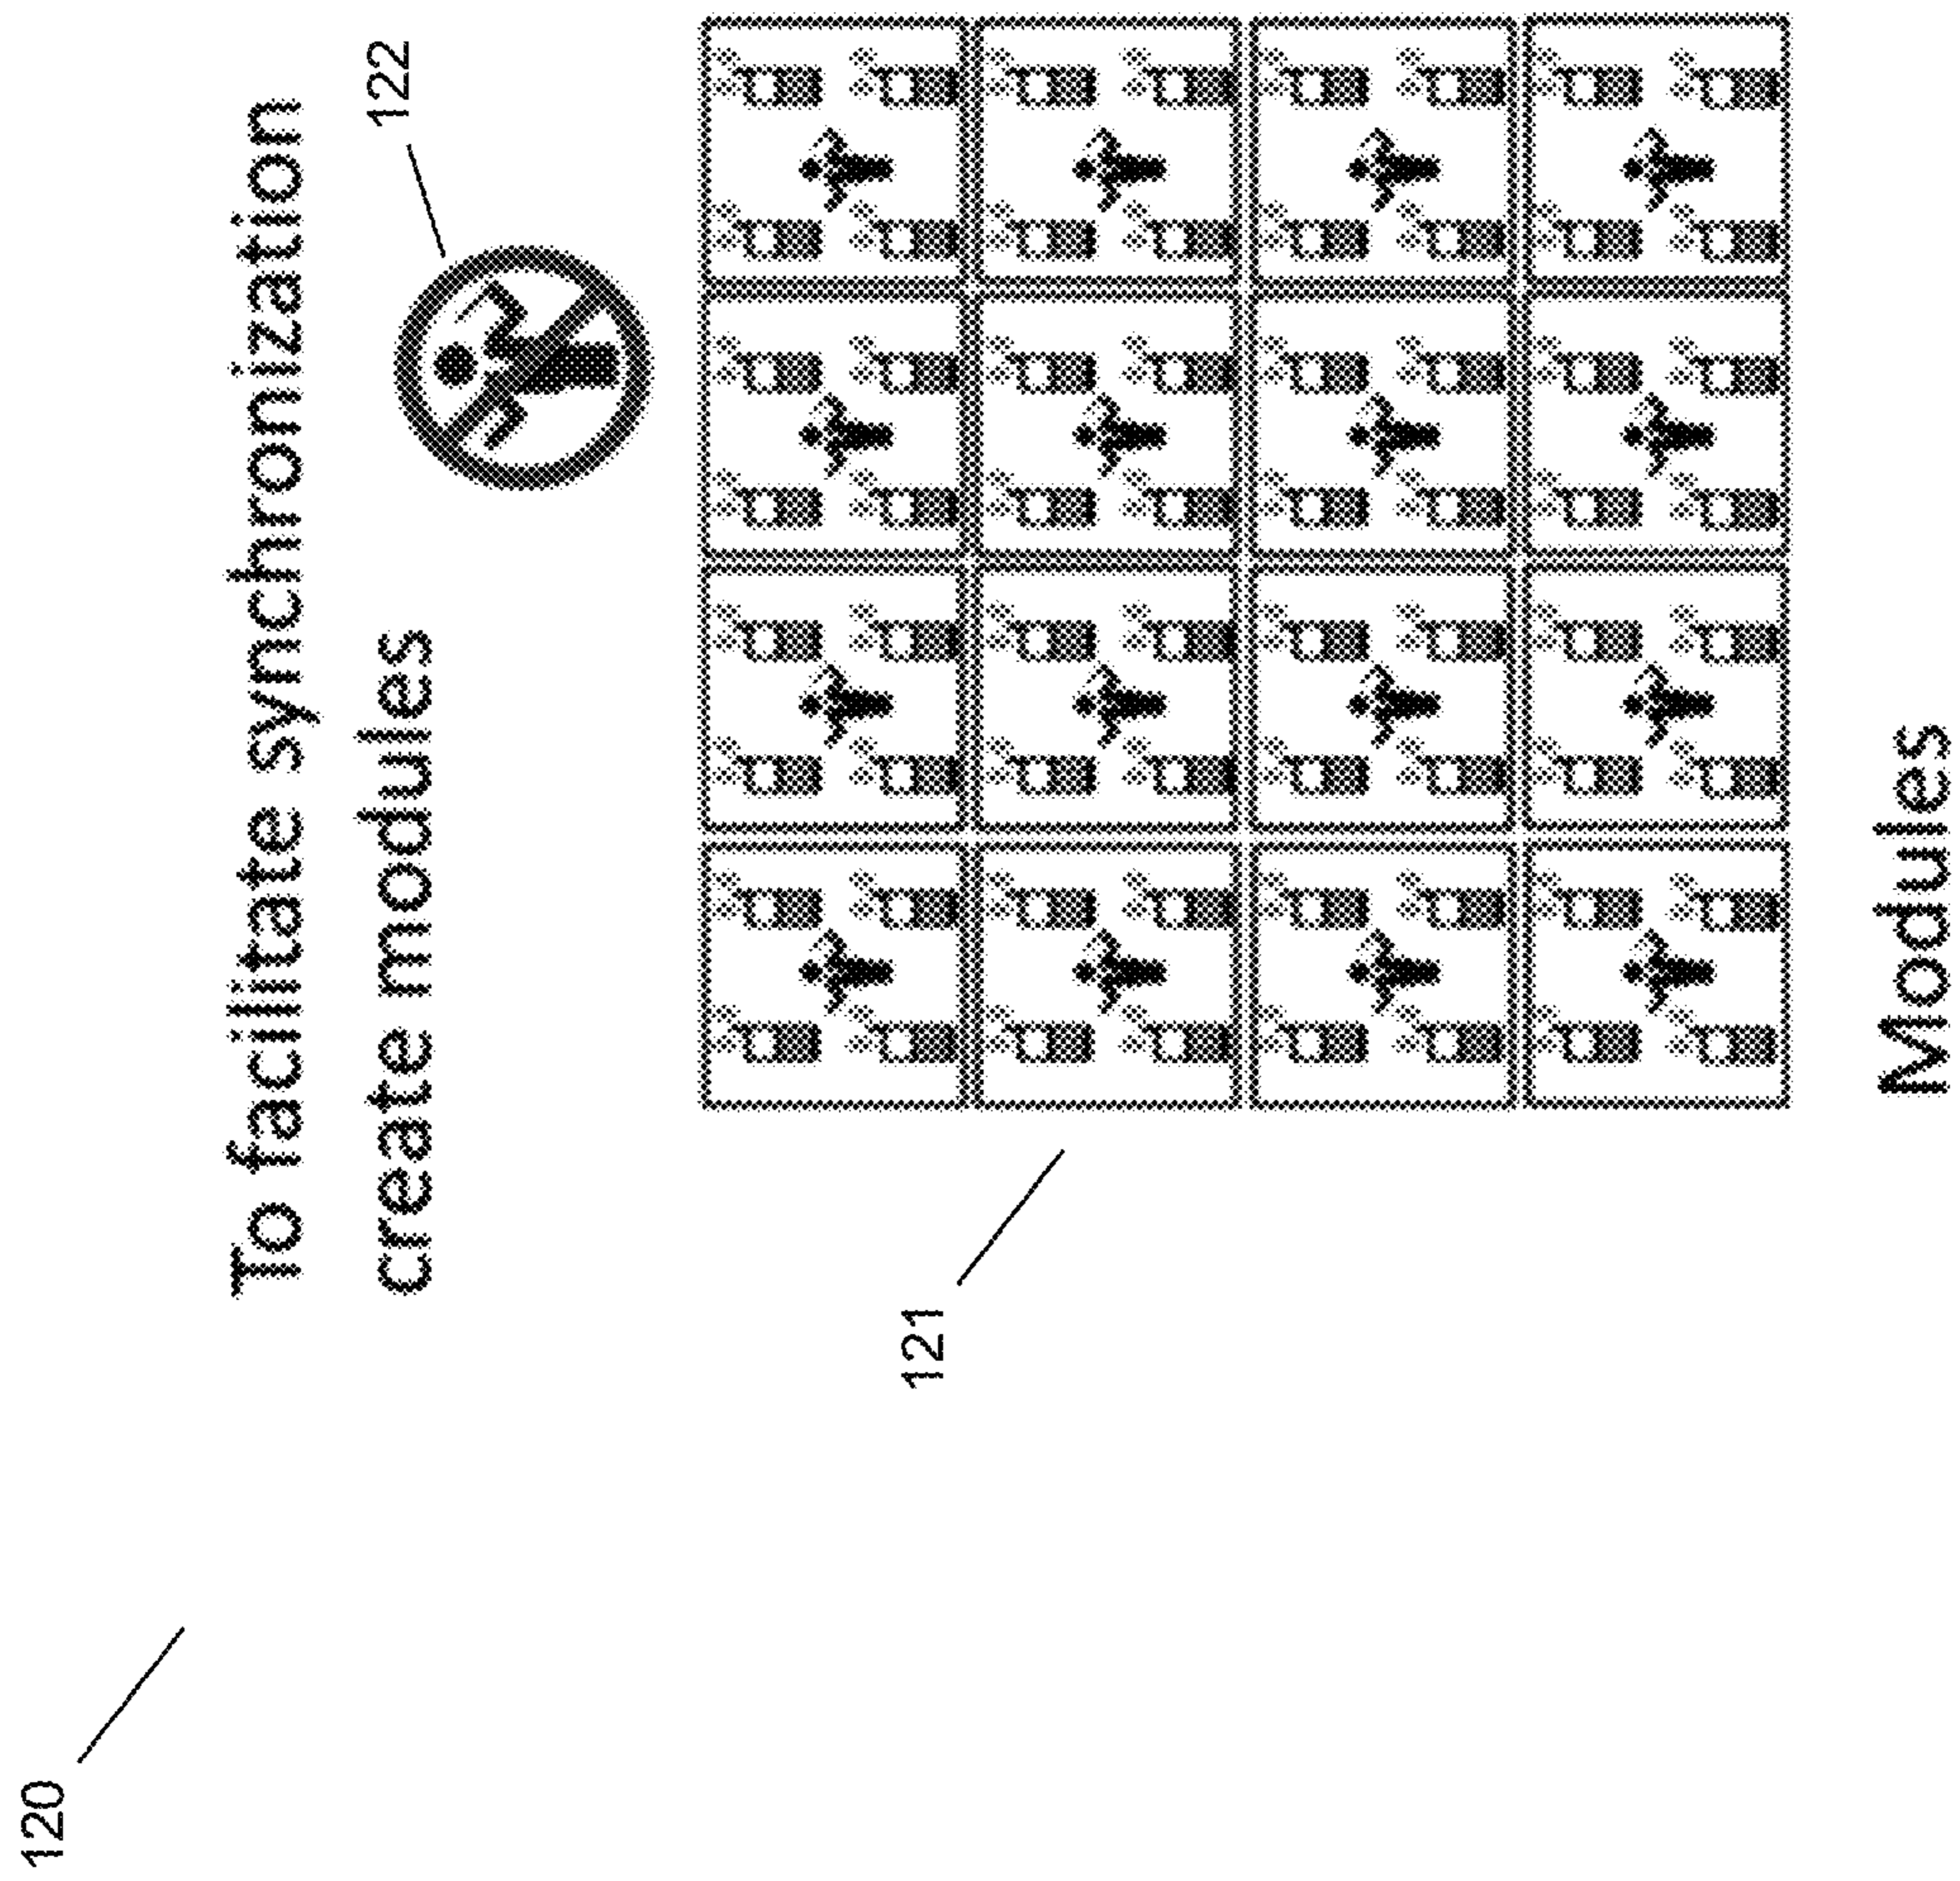 120
To facilitate synchronization
create modules
122
121
Modules